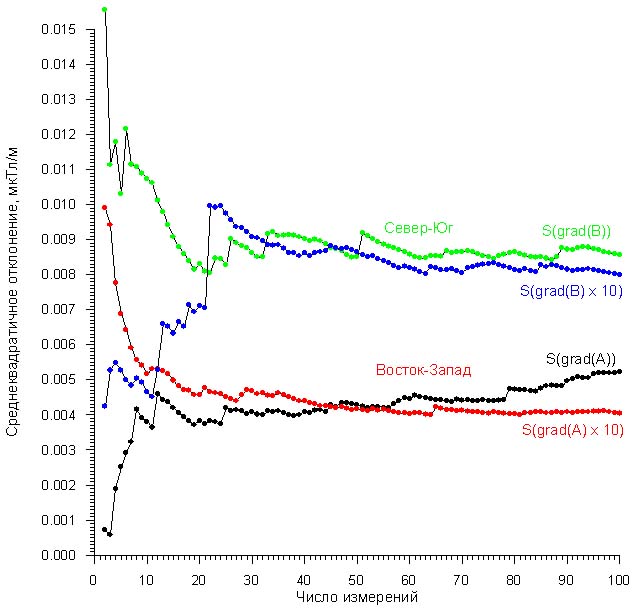 0.015
0.014
0.013
0.012
0.011
0.010
0.009
0.008
0.007
0.006
0.005
0.004
0.003
0.002
0.001
0.000
Среднеквадратичное отклонение, мкТл/м
Север-Юг
S(grad(B))
S(grad(B) x 10)
S(grad(A))
Восток-Запад
S(grad(A) x 10)
0 10 20 30 40 50 60 70 80 90 100
Число измерений